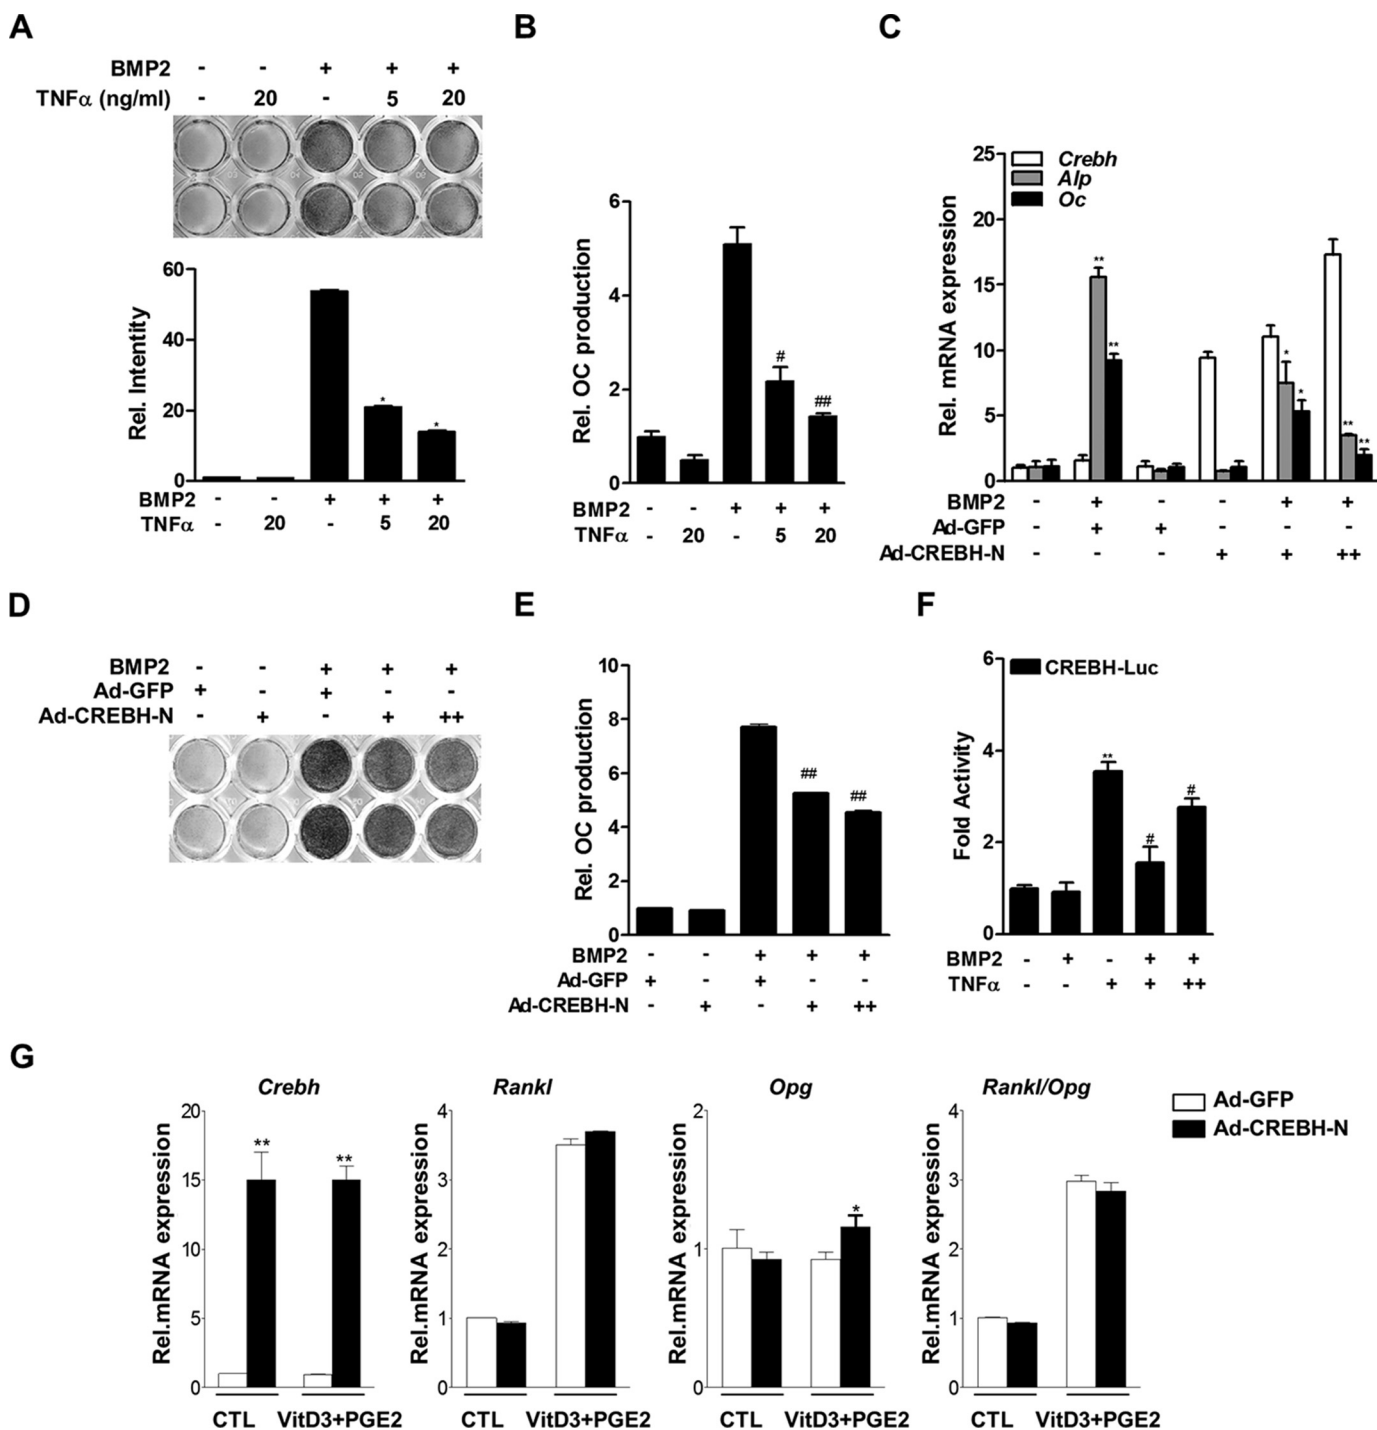 A
BMP2 - - + + +
TNFα (ng/ml) - 20 - 5 20
60
40
20
0
Rel. Intentity
* *
BMP2 - - + + +
TNFα - 20 - 5 20
B
6
4
2
0
Rel. OC production
# ##
BMP2 - - + + +
TNFα - 20 - 5 20
C
25
20
15
10
5
0
Rel. mRNA expression
Crebh
Alp
Oc
** ** * * ** **
BMP2 - + - - + +
Ad-GFP - + + - - -
Ad-CREBH-N - - - + + ++
D
BMP2 - - + + +
Ad-GFP + - + - -
Ad-CREBH-N - + - + ++
E
10
8
6
4
2
0
Rel. OC production
## ##
BMP2 - - + + +
Ad-GFP + - + - -
Ad-CREBH-N - + - + ++
F
6
4
2
0
Fold Activity
CREBH-Luc
** # #
BMP2 - + - + +
TNFα - - + + ++
G
Crebh
20
15
10
5
0
Rel.mRNA expression
** **
CTL VitD3+PGE2
Rankl
4
3
2
1
0
Rel.mRNA expression
CTL VitD3+PGE2
Opg
2
1
0
Rel.mRNA expression
*
CTL VitD3+PGE2
Rankl/Opg
4
3
2
1
0
Rel.mRNA expression
CTL VitD3+PGE2
Ad-GFP
Ad-CREBH-N